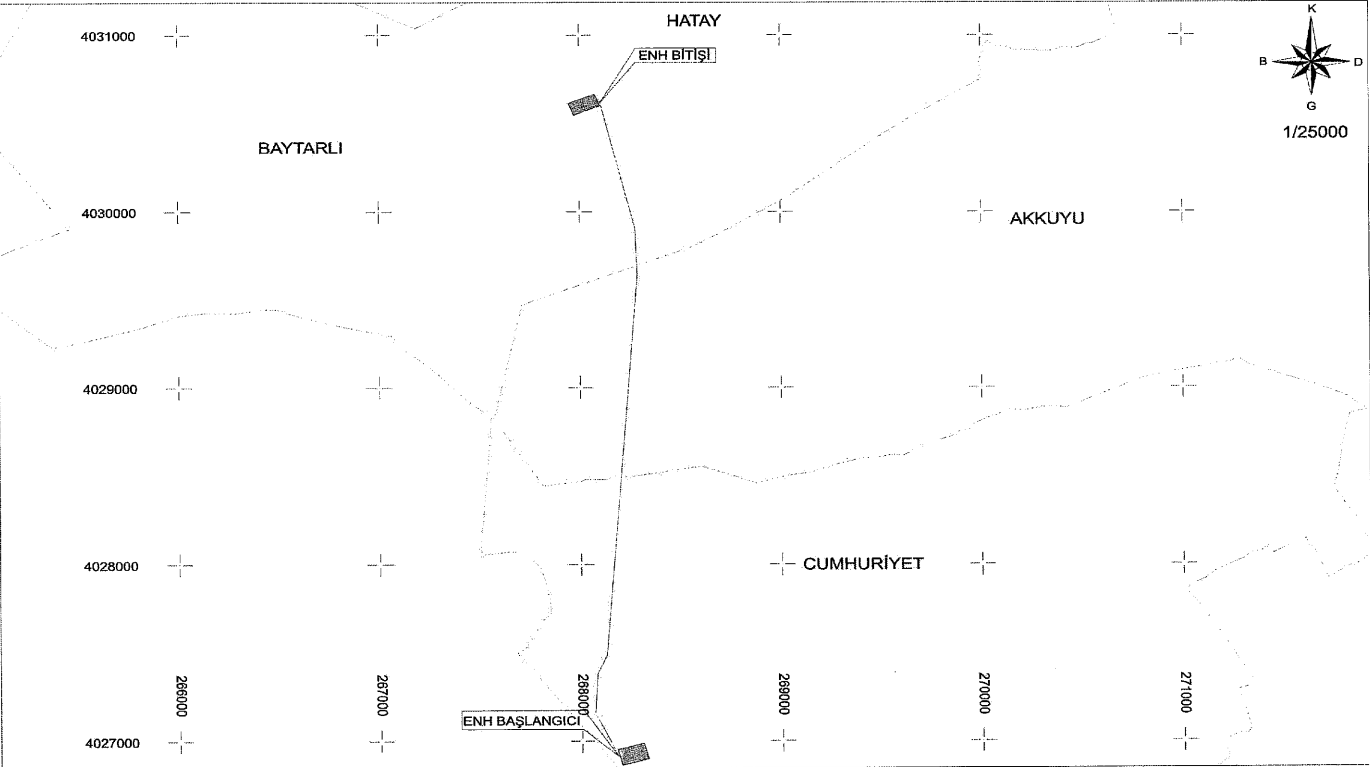 HATAY
K
4031000
ENH BİTİŞİ
B
D
G
1/25000
BAYTARLI
4030000
AKKUYU
4029000
4028000
CUMHURİYET
266000
267000
268000
269000
270000
271000
ENH BAŞLANGICI
4027000